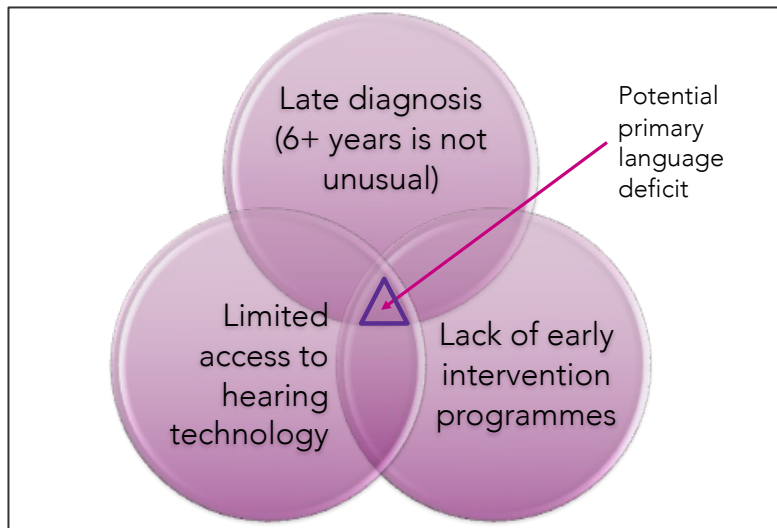 Late diagnosis
(6+ years is not
unusual)
Potential
primary
language
deficit
Limited
access to
hearing
technology
Lack of early
intervention
programmes